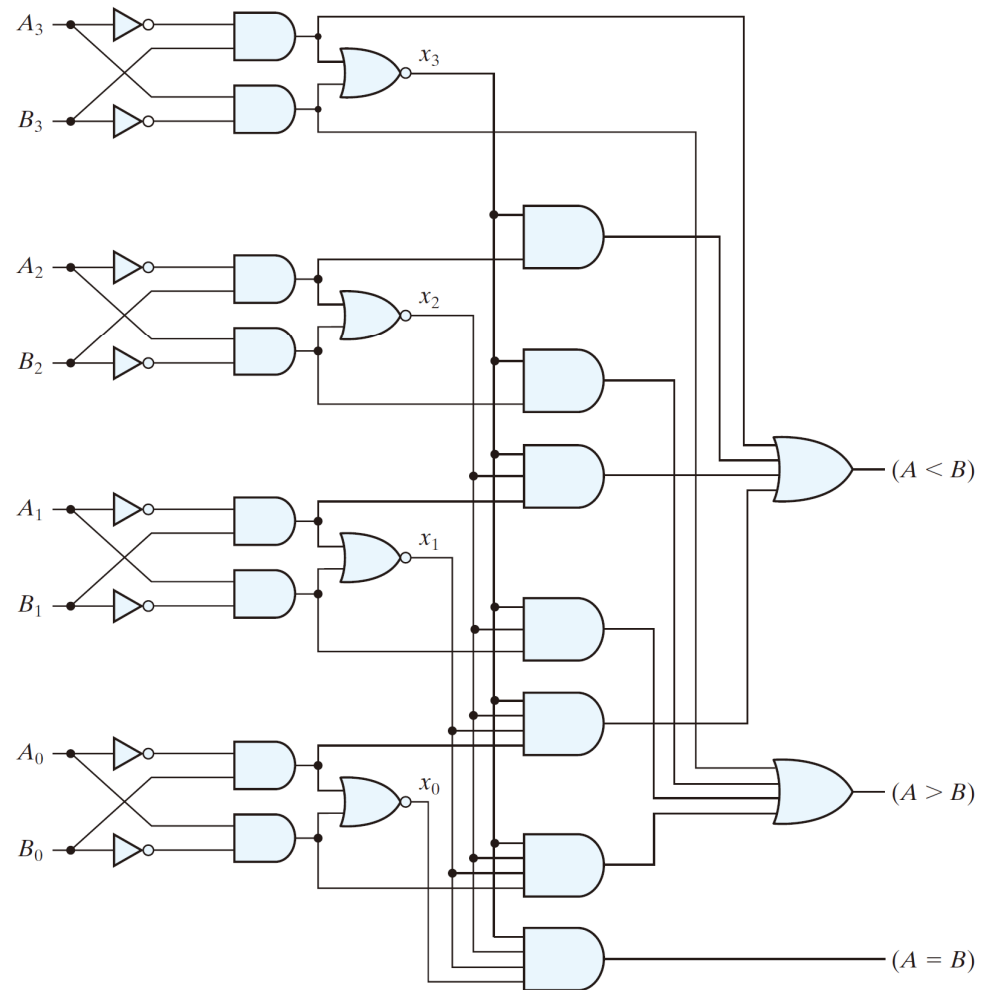 A₃
x₃
B₃
A₂
x₂
B₂
(A < B)
A₁
x₁
B₁
A₀
x₀
(A > B)
B₀
(A = B)